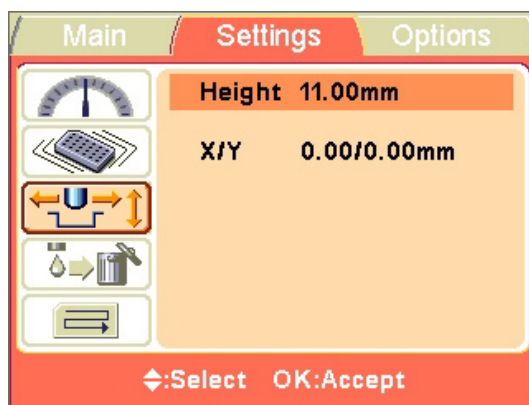 Main Settings Options
Height 11.00mm
X/Y 0.00/0.00mm
:Select OK:Accept